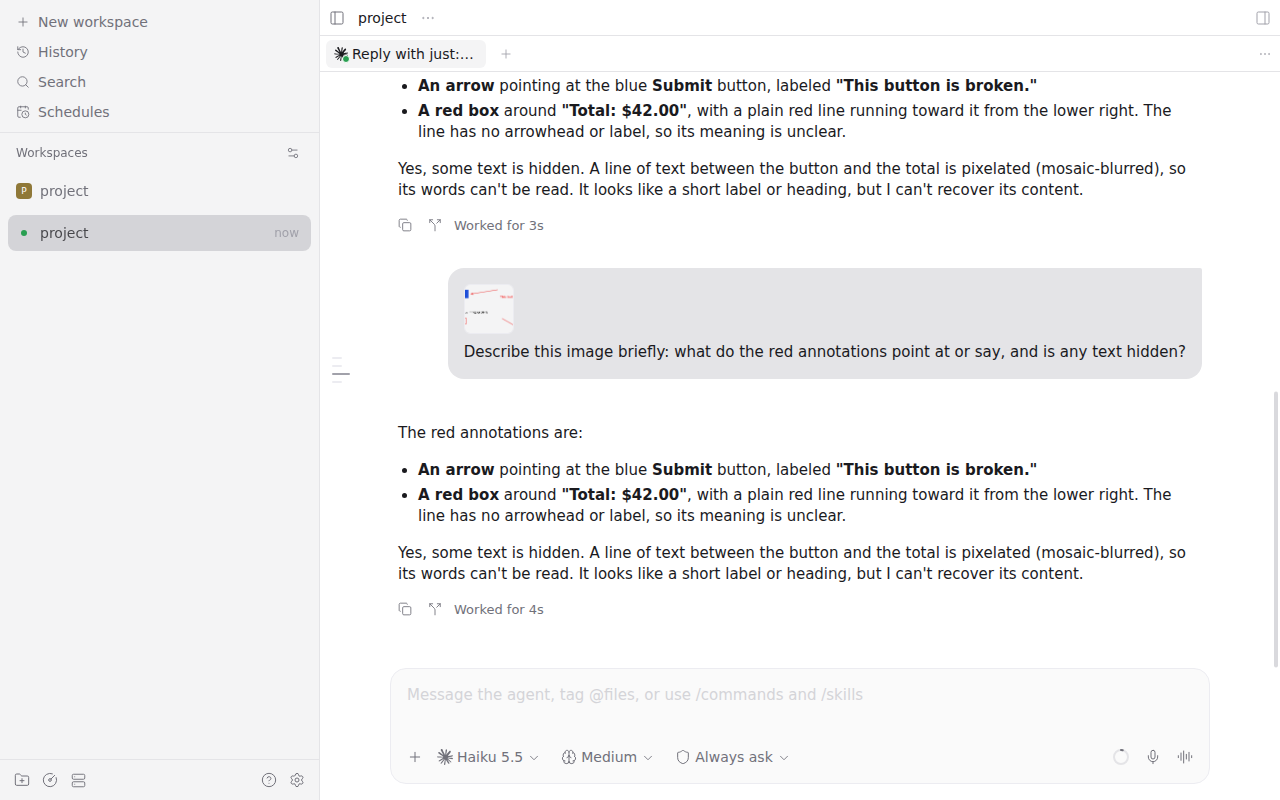 New workspace
History
Search
Schedules
Workspaces
P project
project now
project
Reply with just:...
An arrow pointing at the blue Submit button, labeled "This button is broken."
A red box around "Total: $42.00", with a plain red line running toward it from the lower right. The
line has no arrowhead or label, so its meaning is unclear.
Yes, some text is hidden. A line of text between the button and the total is pixelated (mosaic-blurred), so
its words can't be read. It looks like a short label or heading, but I can't recover its content.
Worked for 3s
Describe this image briefly: what do the red annotations point at or say, and is any text hidden?
The red annotations are:
An arrow pointing at the blue Submit button, labeled "This button is broken."
A red box around "Total: $42.00", with a plain red line running toward it from the lower right. The
line has no arrowhead or label, so its meaning is unclear.
Yes, some text is hidden. A line of text between the button and the total is pixelated (mosaic-blurred), so
its words can't be read. It looks like a short label or heading, but I can't recover its content.
Worked for 4s
Message the agent, tag @files, or use /commands and /skills
Haiku 5.5 Medium Always ask